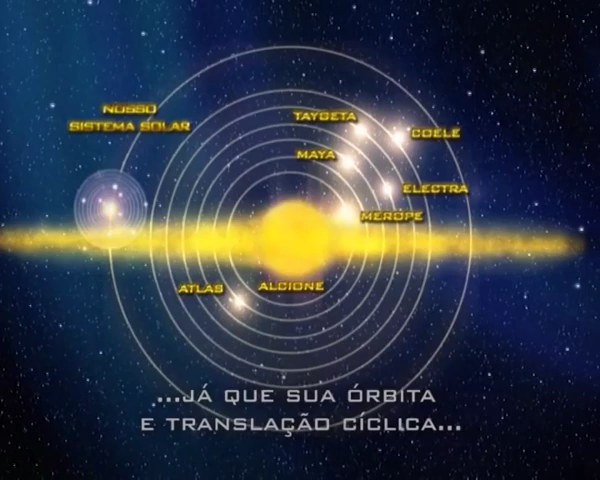 NOSSO
SISTEMA SOLAR
TAYGETA
COELE
MAYA
ELECTRA
MEROPE
ATLAS
ALCIONE
...JÁ QUE SUA ÓRBITA
E TRANSLAÇÃO CÍCLICA...